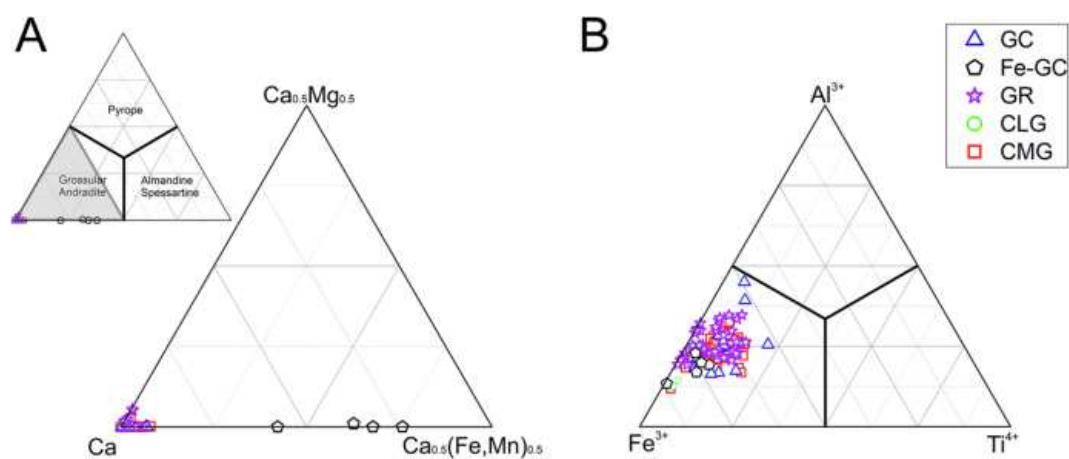 A
Pyrope
Grossular
Andradite
Almandine
Spessartine
Ca₀.₅Mg₀.₅
Ca
Ca₀.₅(Fe,Mn)₀.₅
B
GC
Fe-GC
GR
CLG
CMG
Al³⁺
Fe³⁺
Ti⁴⁺